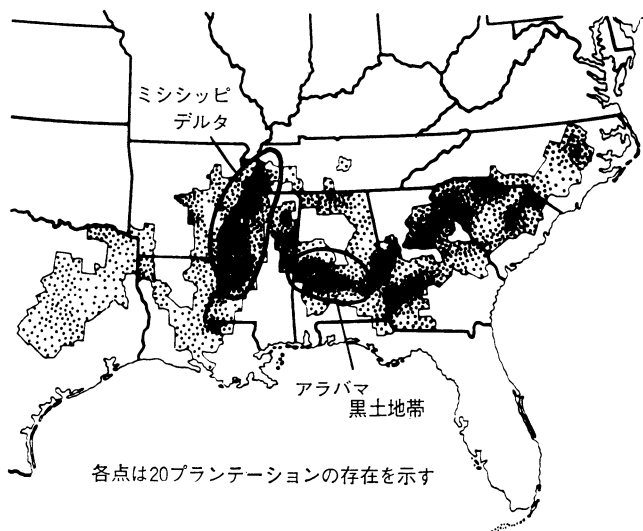 ミシシッピ
デルタ
アラバマ
黒土地帯
各点は20プランテーションの存在を示す